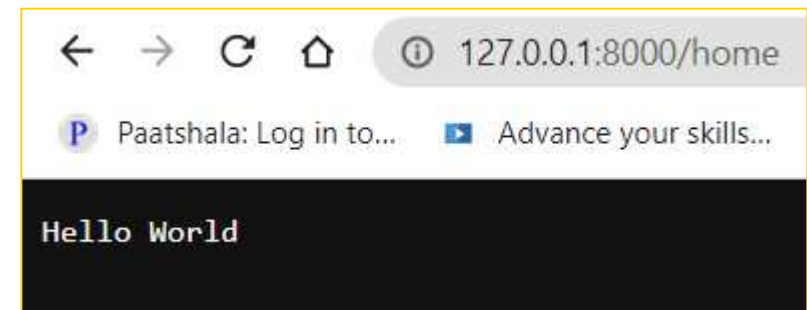 127.0.0.1:8000/home
P Paatshala: Log in to... Advance your skills...
Hello World